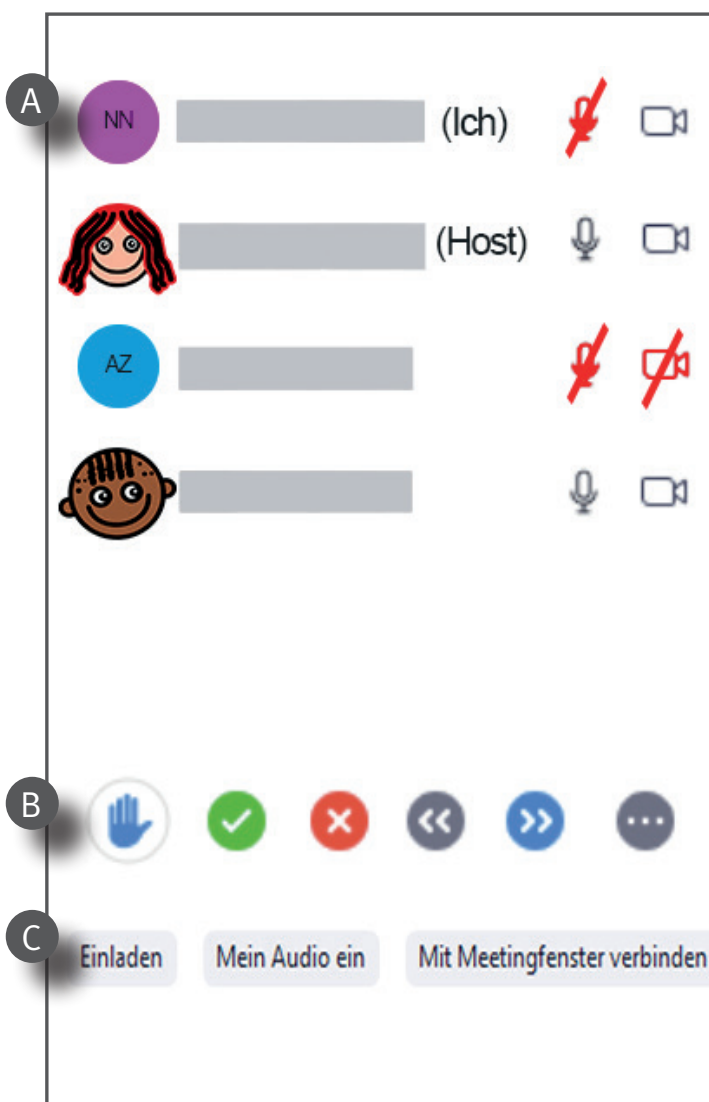 A
NN (Ich)
(Host)
AZ
B
C
Einladen Mein Audio ein Mit Meetingfenster verbinden